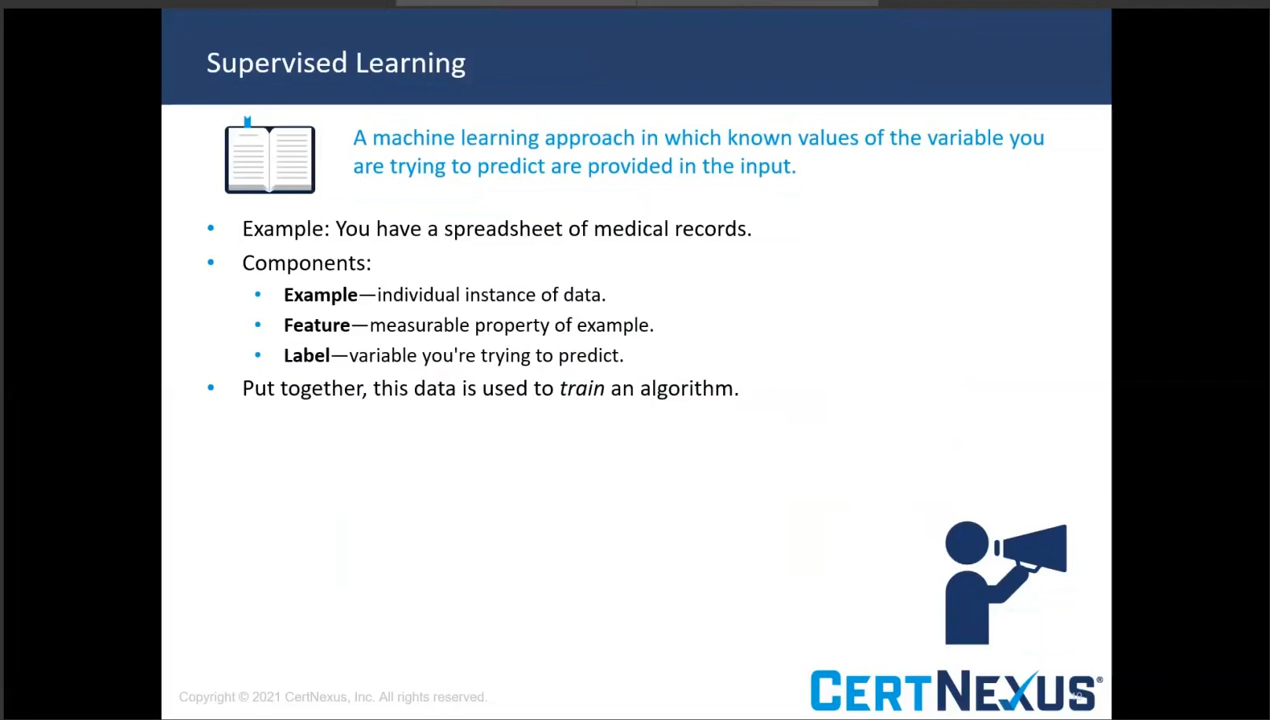 Supervised Learning
A machine learning approach in which known values of the variable you
are trying to predict are provided in the input.
• Example: You have a spreadsheet of medical records.
• Components:
• Example—individual instance of data.
• Feature—measurable property of example.
• Label—variable you're trying to predict.
• Put together, this data is used to train an algorithm.
Copyright © 2021 CertNexus, Inc. All rights reserved.
CERTNEXUS®